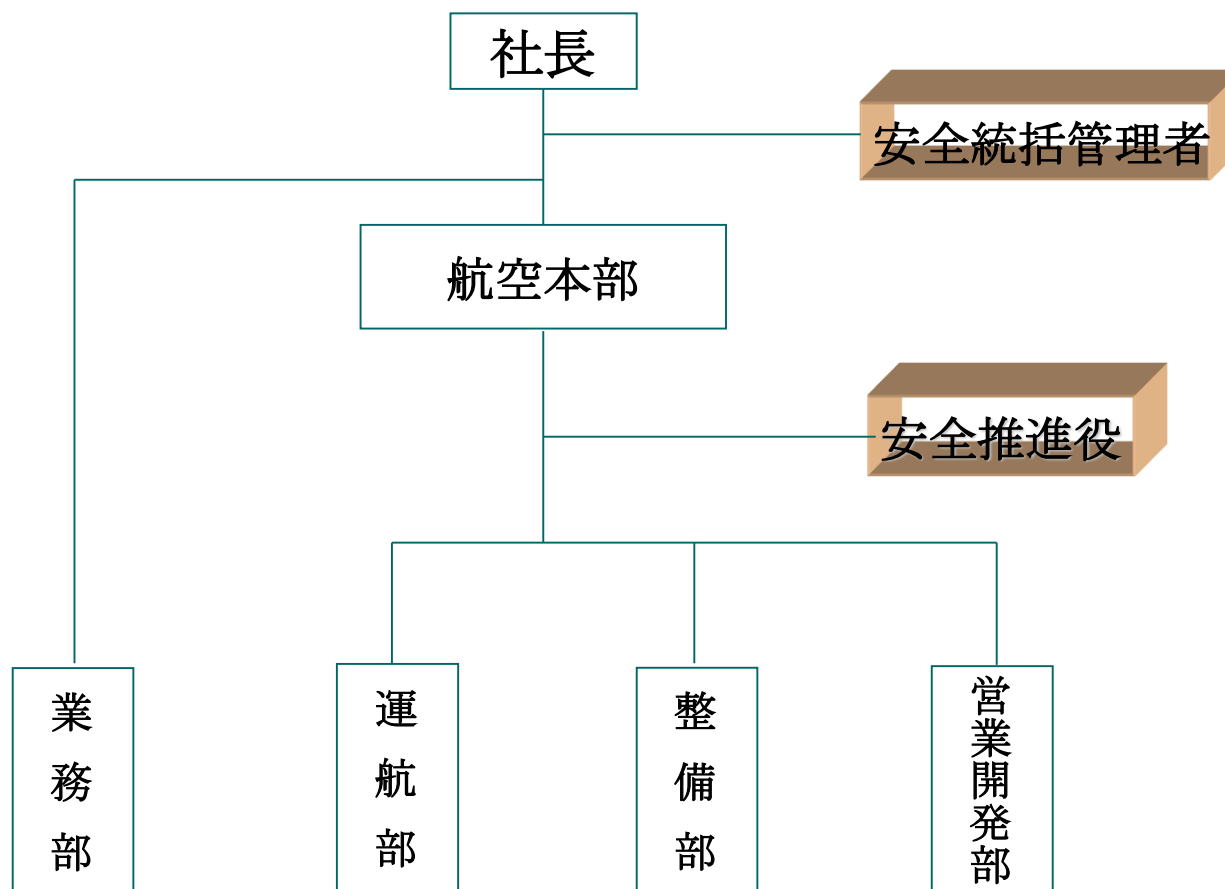 社長
安全統括管理者
航空本部
安全推進役
業務部
運航部
整備部
営業開発部